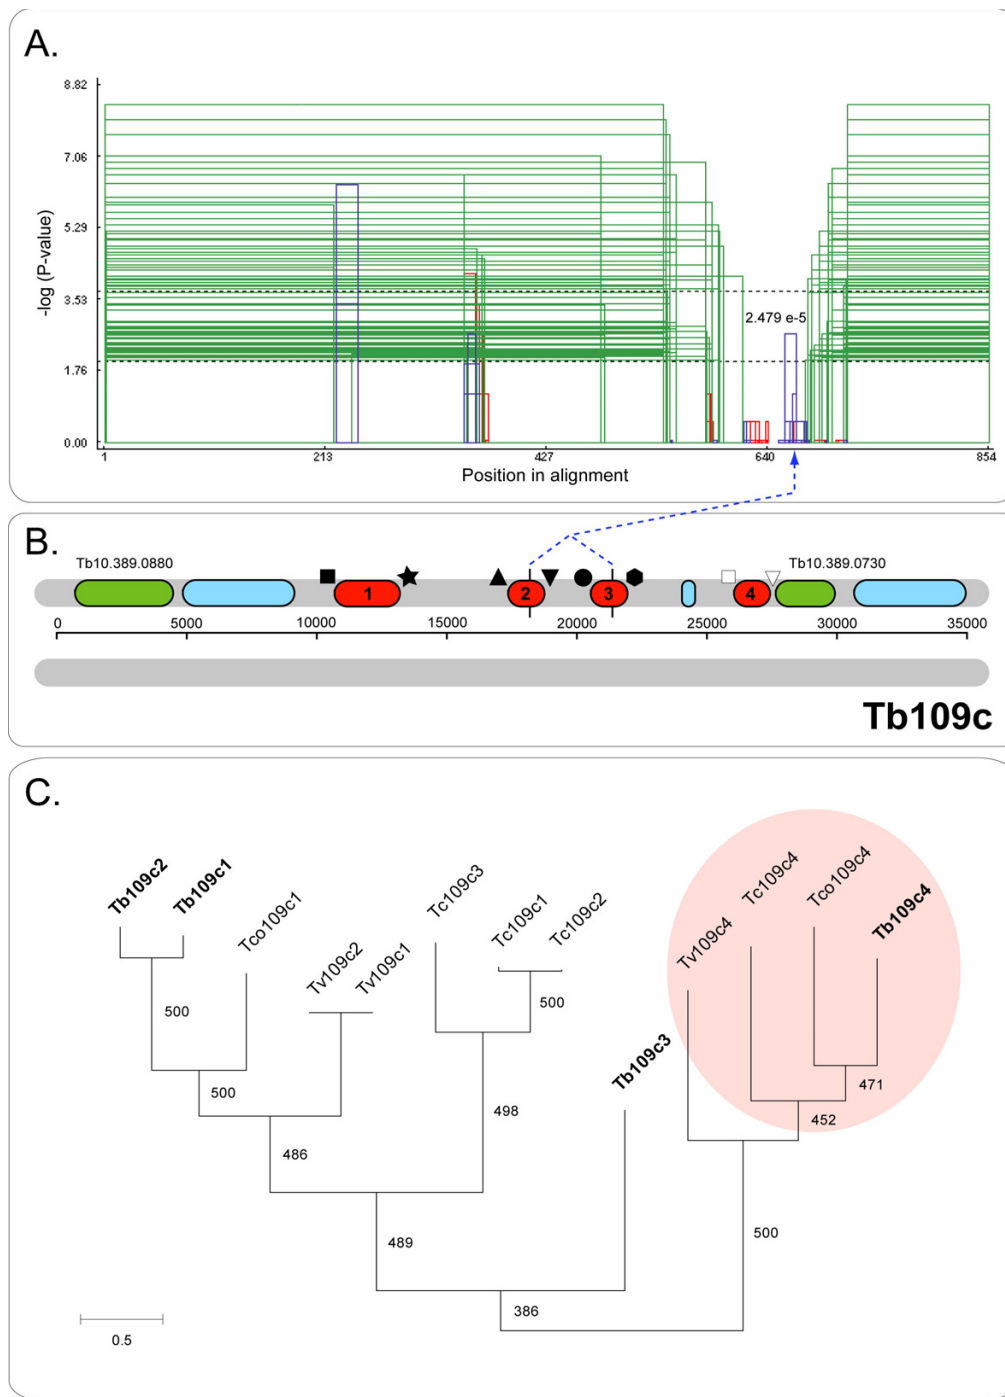 A.
8.82
7.06
5.29
3.53
1.76
0.00
-log (P-value)
2.479 e-5
1 213 427 640 854
Position in alignment
B.
Tb10.389.0880 Tb10.389.0730
1 2 3 4
0 5000 10000 15000 20000 25000 30000 35000
Tb109c
C.
Tb109c2
Tb109c1
Tco109c1
Tv109c2
Tv109c1
Tc109c3
Tc109c1
Tc109c2
Tb109c3
Tv109c4
Tc109c4
Tco109c4
Tb109c4
500
500
500
471
500
452
498
486
500
489
386
0.5